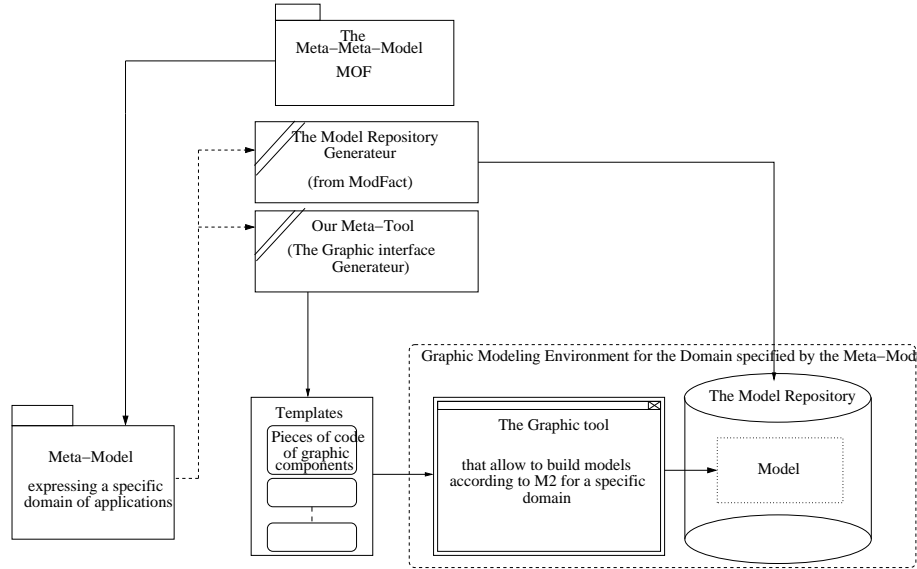 The
Meta−Meta−Model
MOF
The Model Repository
Generateur
(from ModFact)
Our Meta−Tool
(The Graphic interface
Generateur)
Graphic Modeling Environment for the Domain specified by the Meta−Mod
Templates
Pieces of code
of graphic
components
The Graphic tool
that allow to build models
according to M2 for a specific
domain
The Model Repository
Model
Meta−Model
expressing a specific
domain of applications